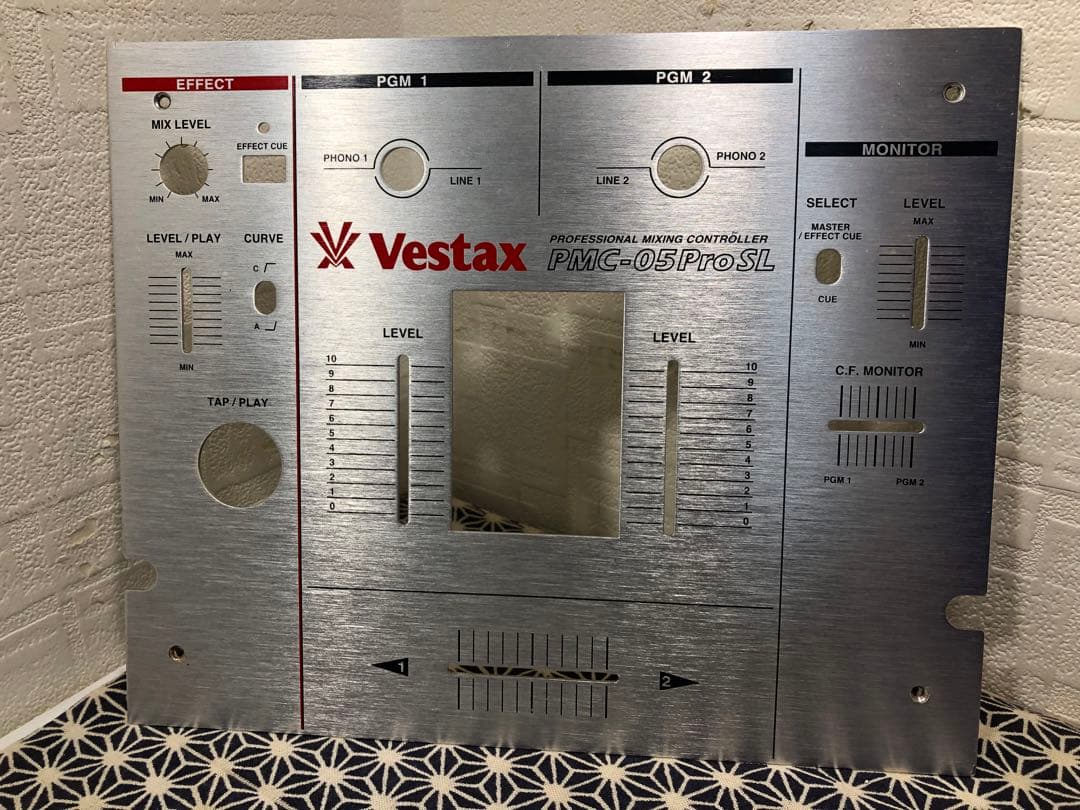 EFFECT
MIX LEVEL
EFFECT CUE
MIN
MAX
LEVEL / PLAY
CURVE
MAX
C
A
MIN
TAP / PLAY
PGM 1
PHONO 1
LINE 1
PGM 2
PHONO 2
LINE 2
Vestax
PROFESSIONAL MIXING CONTROLLER
PMC-05ProSL
LEVEL
10
9
8
7
6
5
4
3
2
1
0
LEVEL
10
9
8
7
6
5
4
3
2
1
0
MONITOR
SELECT
LEVEL
MASTER
/ EFFECT CUE
MAX
CUE
MIN
C.F. MONITOR
PGM 1
PGM 2
1
2